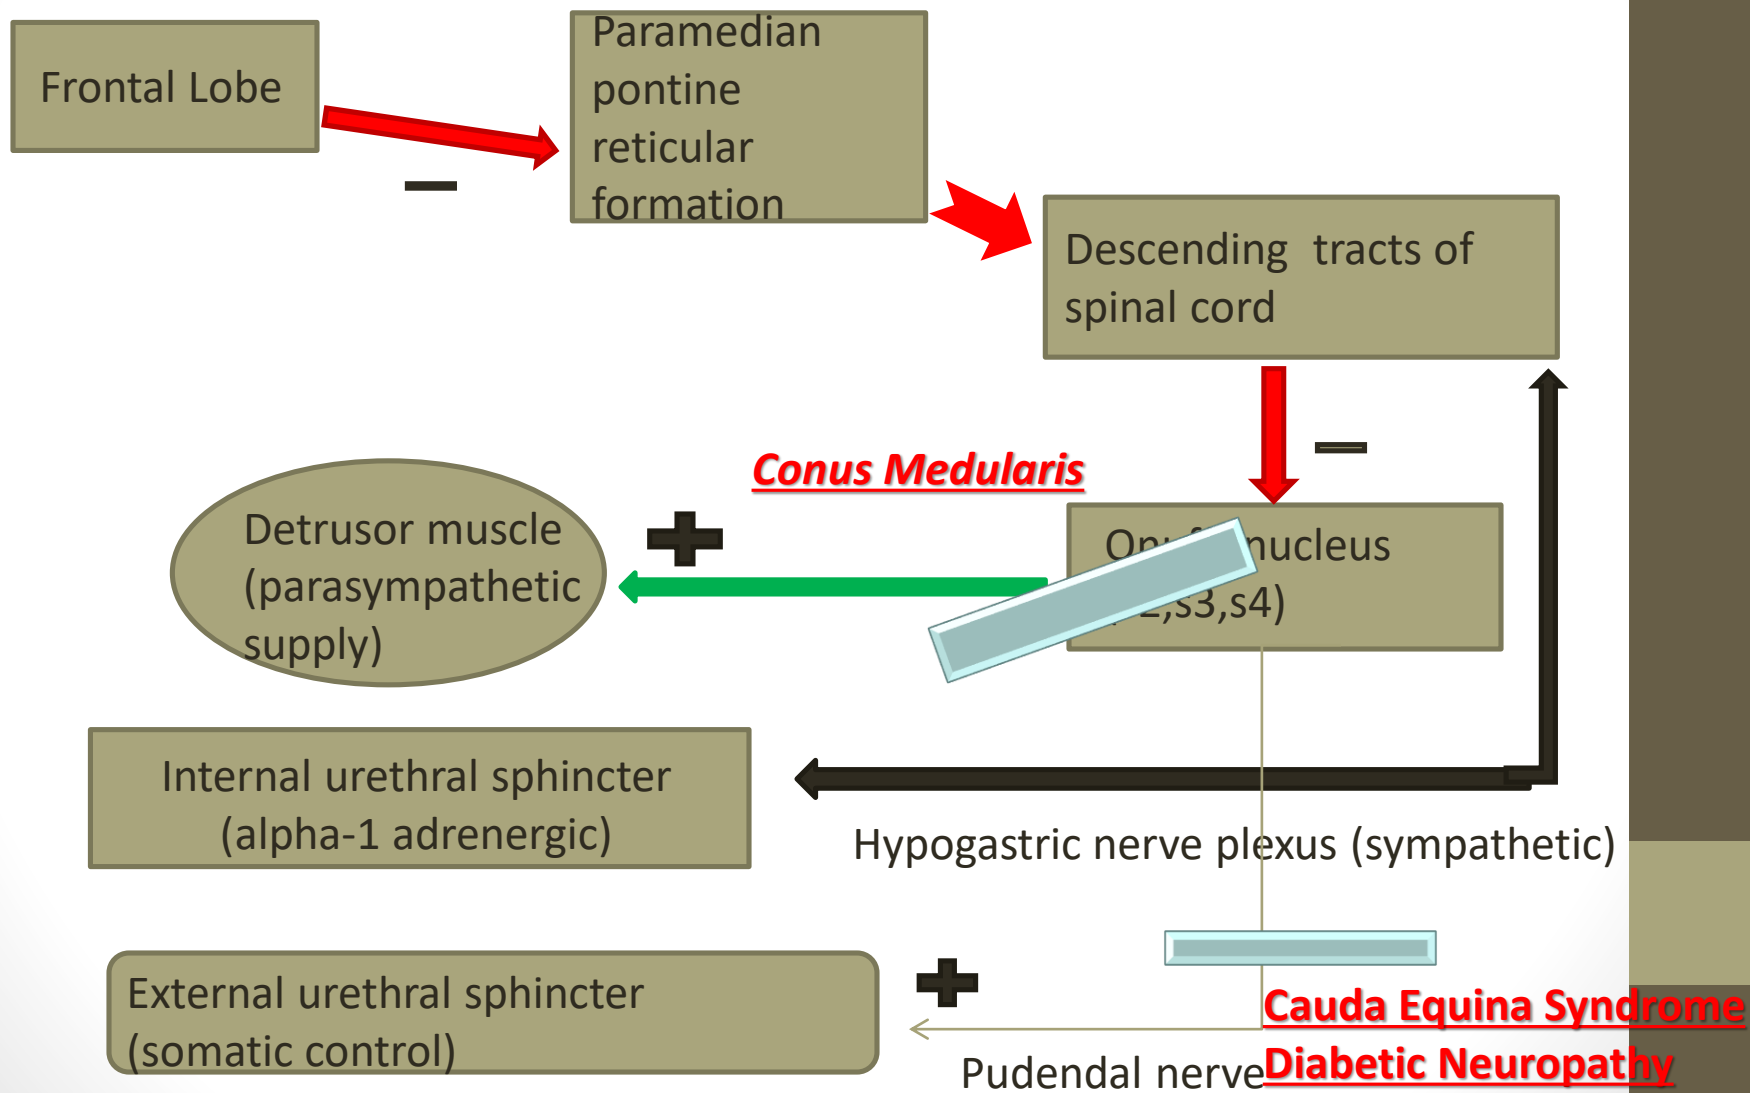 Frontal Lobe
Paramedian
pontine
reticular
formation
Descending tracts of
spinal cord
Conus Medularis
nucleus
,s3,s4)
Detrusor muscle
(parasympathetic
supply)
Internal urethral sphincter
(alpha-1 adrenergic)
Hypogastric nerve plexus (sympathetic)
External urethral sphincter
(somatic control)
Cauda Equina Syndrome
Pudendal nerve
Diabetic Neuropathy